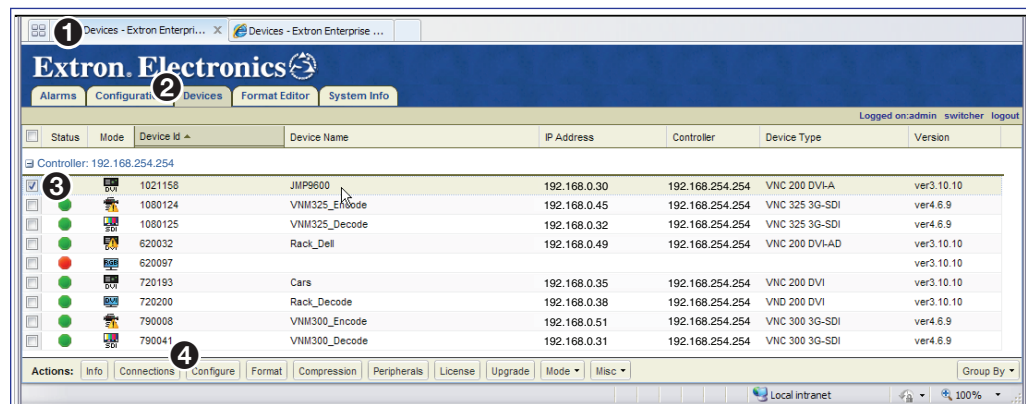 1 Devices - Extron Enterpri... X Devices - Extron Enterprise ...
Extron. Electronics
2
Alarms Configuratio Devices Format Editor System Info
Logged on:admin switcher logout
Status Mode Device Id Device Name IP Address Controller Device Type Version
Controller: 192.168.254.254
3 DVI 1021158 JMP9600 192.168.0.30 192.168.254.254 VNC 200 DVI-A ver3.10.10
1080124 VNM325_Encode 192.168.0.45 192.168.254.254 VNC 325 3G-SDI ver4.6.9
SDI 1080125 VNM325_Decode 192.168.0.32 192.168.254.254 VNC 325 3G-SDI ver4.6.9
620032 Rack_Dell 192.168.0.49 192.168.254.254 VNC 200 DVI-AD ver3.10.10
RGB 620097 ver3.10.10
DVI 720193 Cars 192.168.0.35 192.168.254.254 VNC 200 DVI ver3.10.10
DVI 720200 Rack_Decode 192.168.0.38 192.168.254.254 VND 200 DVI ver3.10.10
790008 VNM300_Encode 192.168.0.51 192.168.254.254 VNC 300 3G-SDI ver4.6.9
SDI 790041 VNM300_Decode 192.168.0.31 192.168.254.254 VNC 300 3G-SDI ver4.6.9
4
Actions: Info Connections Configure Format Compression Peripherals License Upgrade Mode Misc Group By
Local intranet 100%